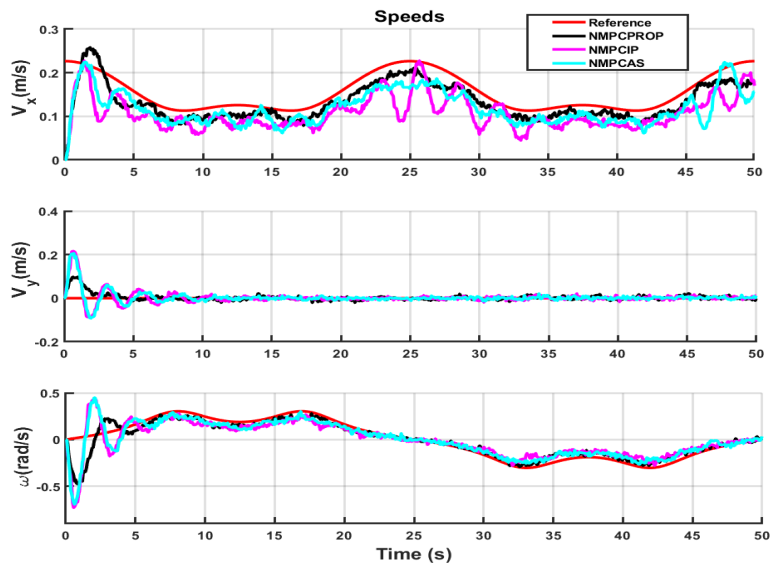 Speeds
Reference
NMPCPROP
NMPCIP
NMPCAS
0.3
0.2
0.1
0
Vx(m/s)
0 5 10 15 20 25 30 35 40 45 50
0.4
0.2
0
-0.2
Vy(m/s)
0 5 10 15 20 25 30 35 40 45 50
0.5
0
-0.5
ω(rad/s)
0 5 10 15 20 25 30 35 40 45 50
Time (s)